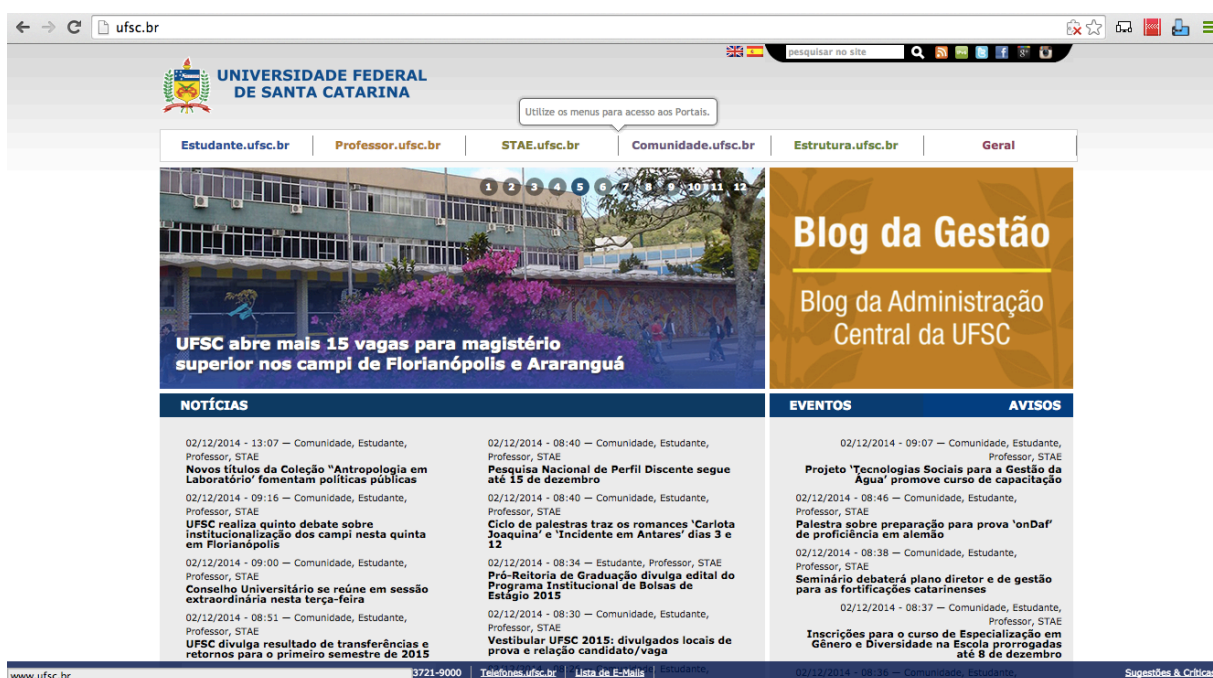 ufsc.br
pesquisar no site
UNIVERSIDADE FEDERAL
DE SANTA CATARINA
Utilize os menus para acesso aos Portais.
Estudante.ufsc.br
Professor.ufsc.br
STAE.ufsc.br
Comunidade.ufsc.br
Estrutura.ufsc.br
Geral
1 2 3 4 5 6 7 8 9 10 11 12
UFSC abre mais 15 vagas para magistério
superior nos campi de Florianópolis e Araranguá
Blog da Gestão
Blog da Administração
Central da UFSC
NOTÍCIAS
02/12/2014 - 13:07 — Comunidade, Estudante,
Professor, STAE
Novos títulos da Coleção "Antropologia em
Laboratório' fomentam políticas públicas
02/12/2014 - 09:16 — Comunidade, Estudante,
Professor, STAE
UFSC realiza quinto debate sobre
institucionalização dos campi nesta quinta
em Florianópolis
02/12/2014 - 09:00 — Comunidade, Estudante,
Professor, STAE
Conselho Universitário se reúne em sessão
extraordinária nesta terça-feira
02/12/2014 - 08:51 — Comunidade, Estudante,
Professor, STAE
UFSC divulga resultado de transferências e
retornos para o primeiro semestre de 2015
02/12/2014 - 08:40 — Comunidade, Estudante,
Professor, STAE
Pesquisa Nacional de Perfil Discente segue
até 15 de dezembro
02/12/2014 - 08:40 — Comunidade, Estudante,
Professor, STAE
Ciclo de palestras traz os romances 'Carlota
Joaquina' e 'Incidente em Antares' dias 3 e
12
02/12/2014 - 08:34 — Estudante, Professor, STAE
Pró-Reitoria de Graduação divulga edital do
Programa Institucional de Bolsas de
Estágio 2015
02/12/2014 - 08:30 — Comunidade, Estudante,
Professor, STAE
Vestibular UFSC 2015: divulgados locais de
prova e relação candidato/vaga
EVENTOS
AVISOS
02/12/2014 - 09:07 — Comunidade, Estudante,
Professor, STAE
Projeto 'Tecnologias Sociais para a Gestão da
Água' promove curso de capacitação
02/12/2014 - 08:46 — Comunidade, Estudante,
Professor, STAE
Palestra sobre preparação para prova 'onDaf'
de proficiência em alemão
02/12/2014 - 08:38 — Comunidade, Estudante,
Professor, STAE
Seminário debaterá plano diretor e de gestão
para as fortificações catarinenses
02/12/2014 - 08:37 — Comunidade, Estudante,
Professor, STAE
Inscrições para o curso de Especialização em
Gênero e Diversidade na Escola prorrogadas
até 8 de dezembro
02/12/2014 - 08:36 — Comunidade, Estudante,
www.ufsc.br
3721-9000
Telefones.ufsc.br
Lista de E-Mails
Sugestões & Críticas